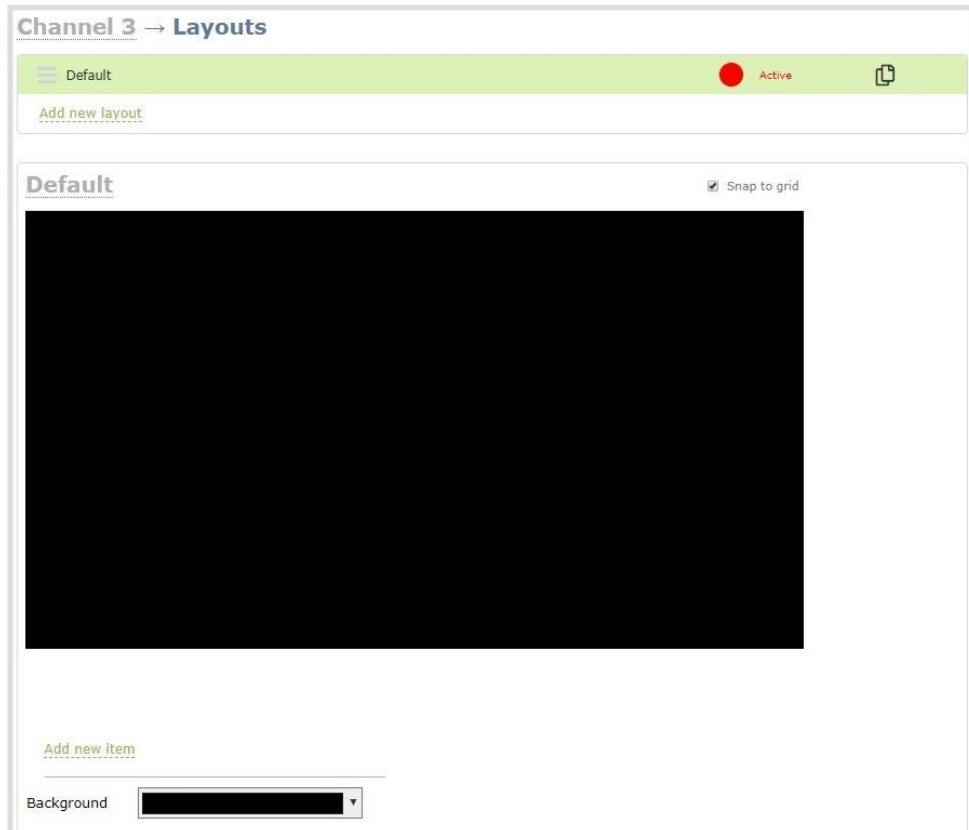 Channel 3 → Layouts
Default Active
Add new layout
Default Snap to grid
Add new item
Background